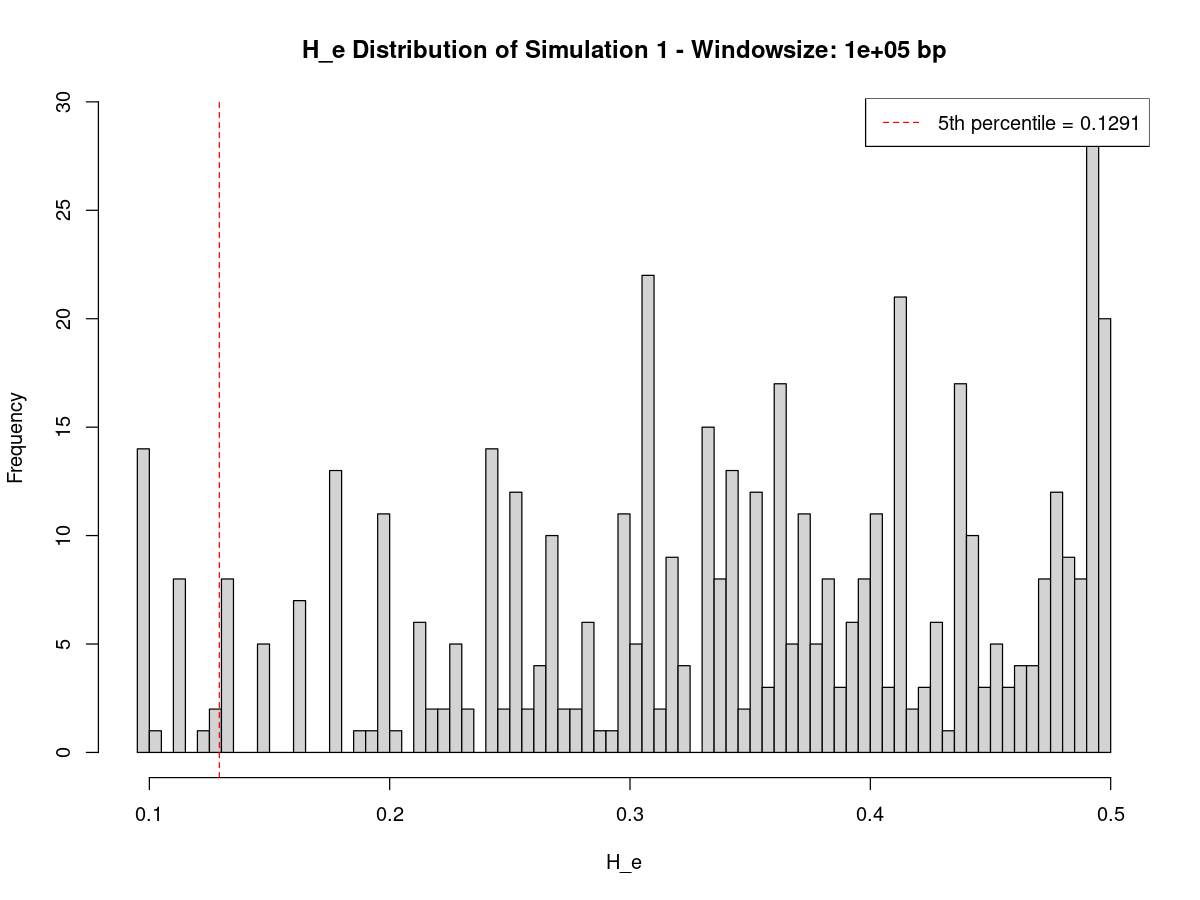 H_e Distribution of Simulation 1 - Windowsize: 1e+05 bp
5th percentile = 0.1291
Frequency
30
25
20
15
10
5
0
0.1 0.2 0.3 0.4 0.5
H_e